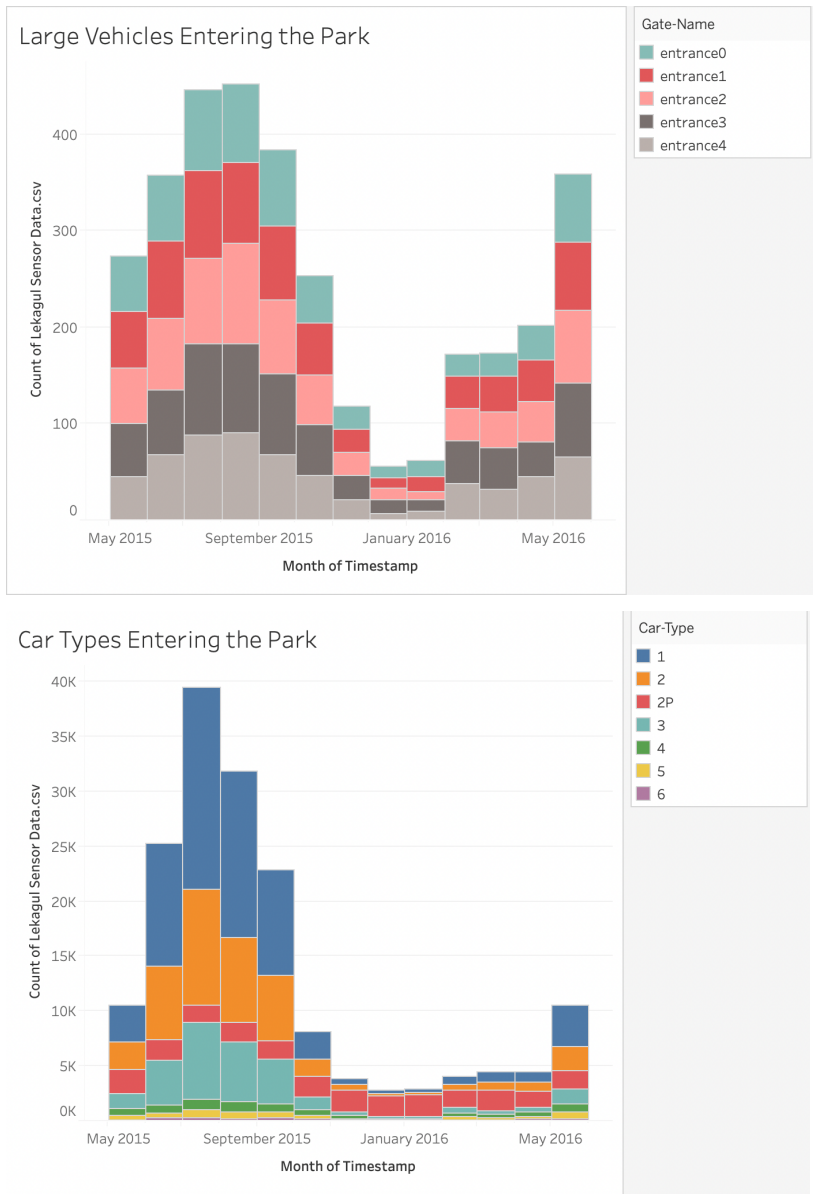 Large Vehicles Entering the Park
Gate-Name
entrance0
entrance1
entrance2
entrance3
entrance4
Count of Lekagul Sensor Data.csv
400
300
200
100
0
May 2015 September 2015 January 2016 May 2016
Month of Timestamp
Car Types Entering the Park
Car-Type
1
2
2P
3
4
5
6
Count of Lekagul Sensor Data.csv
40K
35K
30K
25K
20K
15K
10K
5K
0K
May 2015 September 2015 January 2016 May 2016
Month of Timestamp